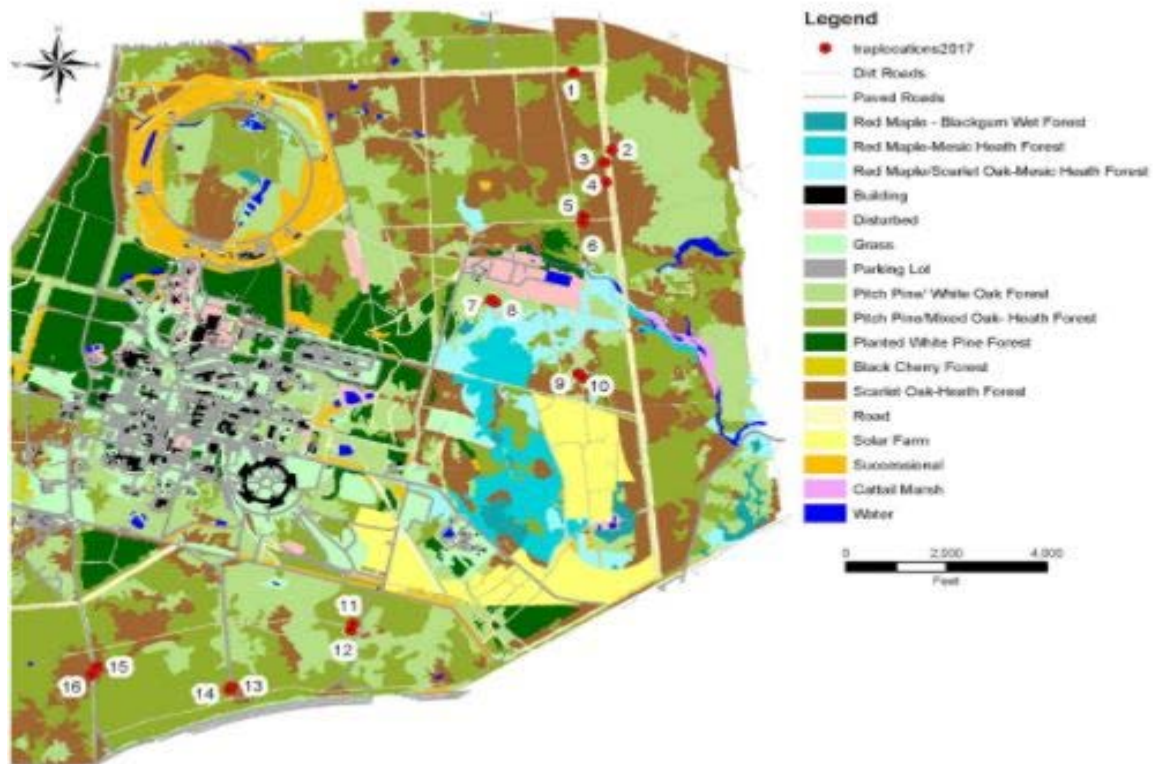 Legend
traplocations2017
Dirt Roads
Paved Roads
Red Maple - Blackgum Wet Forest
Red Maple-Mesic Heath Forest
Red Maple/Scarlet Oak-Mesic Heath Forest
Building
Disturbed
Grass
Parking Lot
Pitch Pine/ White Oak Forest
Pitch Pine/Mixed Oak- Heath Forest
Planted White Pine Forest
Black Cherry Forest
Scarlet Oak-Heath Forest
Road
Solar Farm
Successional
Cattail Marsh
Water
0 2,000 4,000
Feet
1
2
3
4
5
6
7 8
9 10
11
12
13
14
15
16